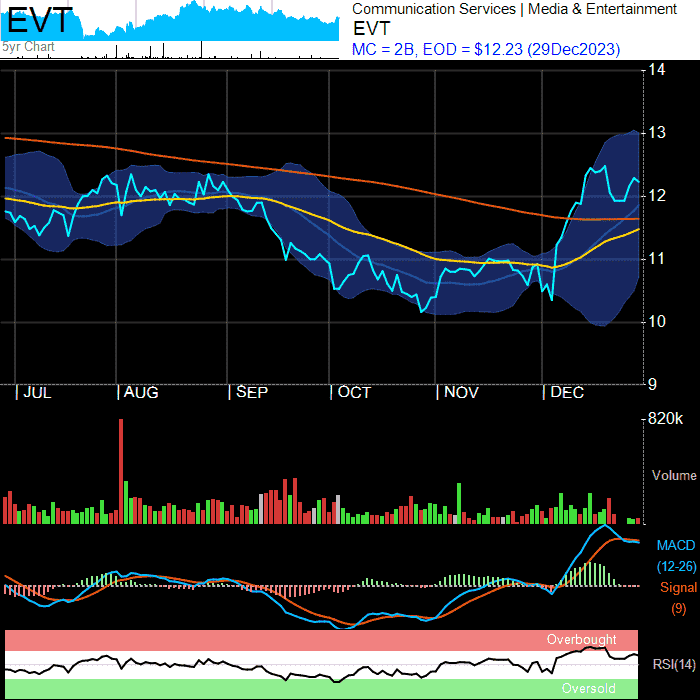 EVT
5yr Chart
Communication Services | Media & Entertainment
EVT
MC = 2B, EOD = $12.23 (29Dec2023)
14
13
12
11
10
9
| JUL
| AUG
| SEP
| OCT
| NOV
| DEC
820k
Volume
MACD
(12-26)
Signal
(9)
Overbought
RSI(14)
Oversold